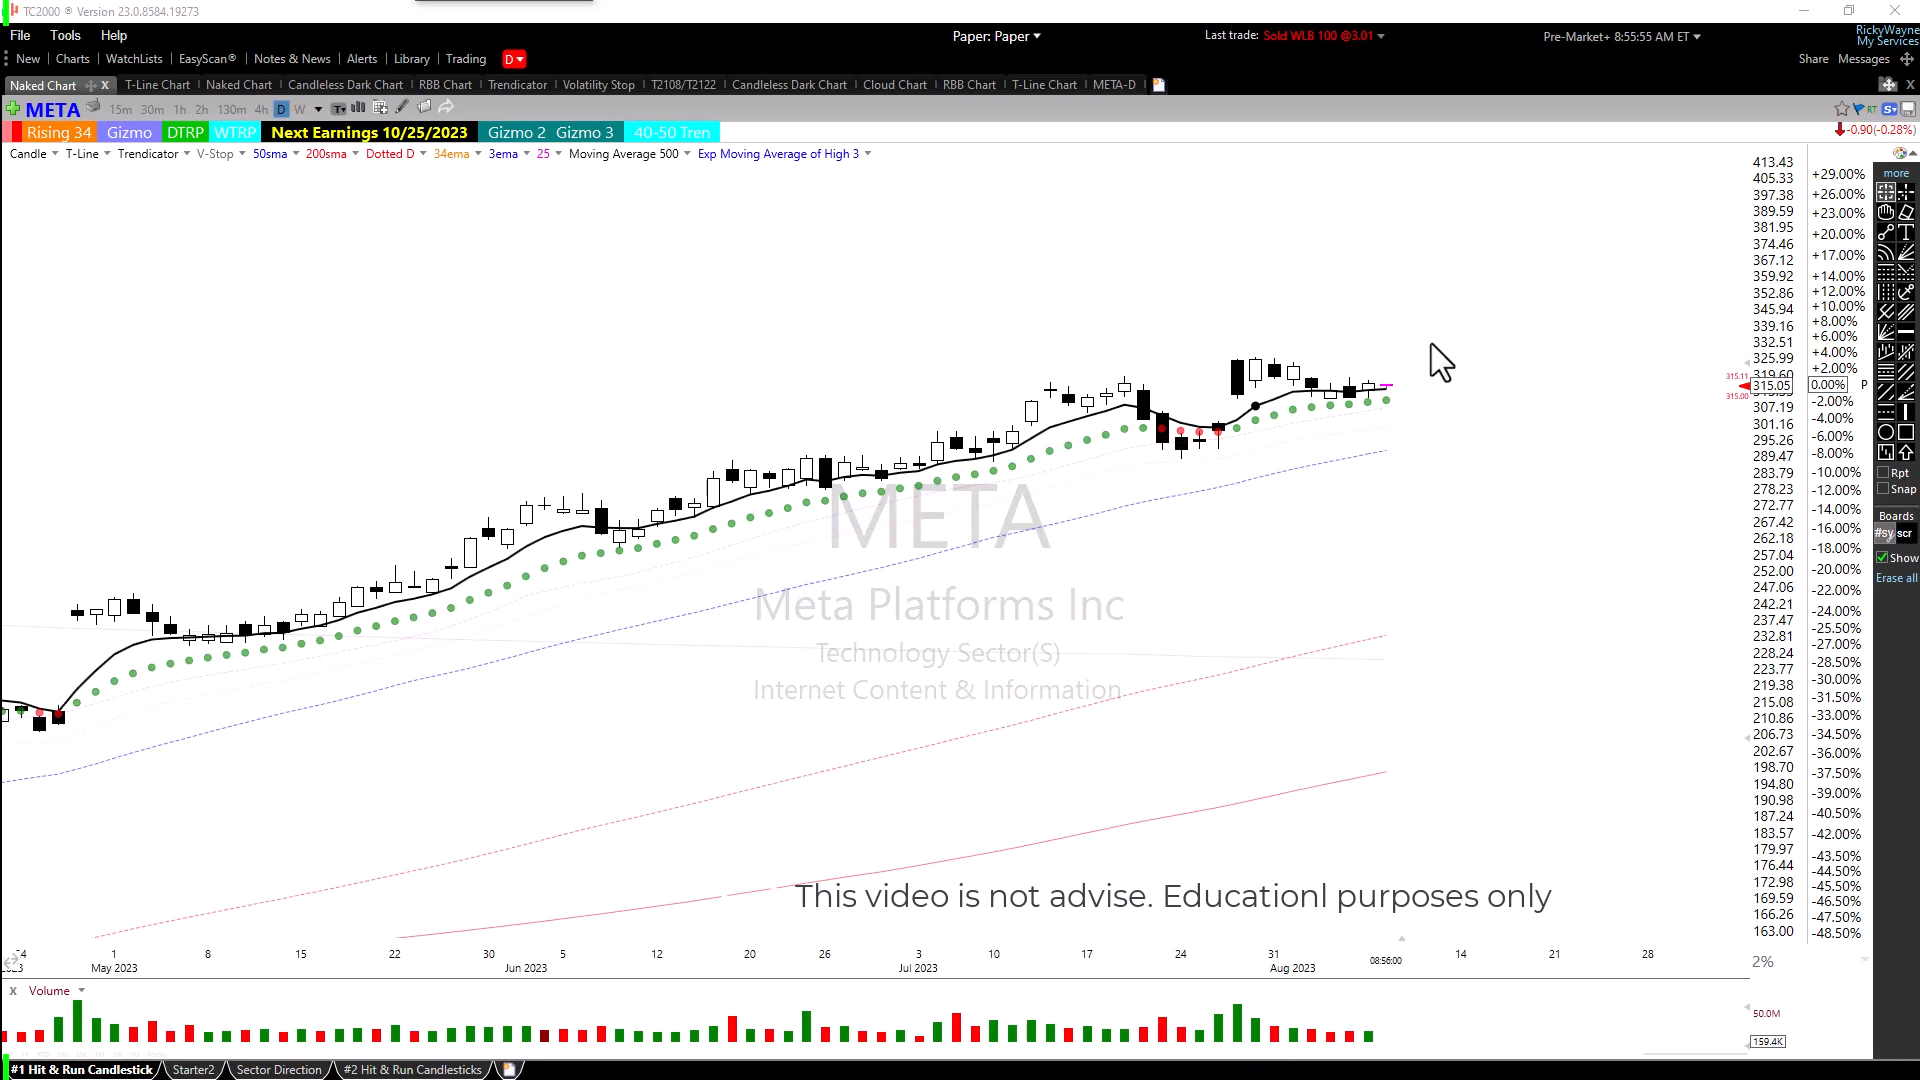 TC2000 ® Version 23.0.8584.19273
File Tools Help
Paper: Paper
Last trade: Sold WLB 100 @3.01
Pre-Market+ 8:55:55 AM ET
RickyWayne
My Services
New Charts WatchLists EasyScan® Notes & News Alerts Library Trading D
Share Messages
Naked Chart X T-Line Chart Naked Chart Candleless Dark Chart RBB Chart Trendicator Volatility Stop T2108/T2122 Candleless Dark Chart Cloud Chart RBB Chart T-Line Chart META-D
META 15m 30m 1h 2h 130m 4h D W
RT
Rising 34 Gizmo DTRP WTRP Next Earnings 10/25/2023 Gizmo 2 Gizmo 3 40-50 Tren
-0.90(-0.28%)
Candle T-Line Trendicator V-Stop 50sma 200sma Dotted D 34ema 3ema 25 Moving Average 500 Exp Moving Average of High 3
413.43
405.33
397.38
389.59
381.95
374.46
367.12
359.92
352.86
345.94
339.16
332.51
325.99
319.60
315.11
315.05
315.00
307.19
301.16
295.26
289.47
283.79
278.23
272.77
267.42
262.18
257.04
252.00
247.06
242.21
237.47
232.81
228.24
223.77
219.38
215.08
210.86
206.73
202.67
198.70
194.80
190.98
187.24
183.57
179.97
176.44
172.98
169.59
166.26
163.00
+29.00%
+26.00%
+23.00%
+20.00%
+17.00%
+14.00%
+12.00%
+10.00%
+8.00%
+6.00%
+4.00%
+2.00%
0.00% P
-2.00%
-4.00%
-6.00%
-8.00%
-10.00%
-12.00%
-14.00%
-16.00%
-18.00%
-20.00%
-22.00%
-24.00%
-25.50%
-27.00%
-28.50%
-30.00%
-31.50%
-33.00%
-34.50%
-36.00%
-37.50%
-39.00%
-40.50%
-42.00%
-43.50%
-44.50%
-45.50%
-46.50%
-47.50%
-48.50%
more
Rpt
Snap
Boards
#sy scr
Show
Erase all
META
Meta Platforms Inc
Technology Sector(S)
Internet Content & Information
This video is not advise. Educationl purposes only
1 8 15 22 30 5 12 20 26 3 10 17 24 31 08:56:00 14 21 28
May 2023 Jun 2023 Jul 2023 Aug 2023
2%
X Volume
50.0M
159.4K
#1 Hit & Run Candlestick Starter2 Sector Direction #2 Hit & Run Candlesticks